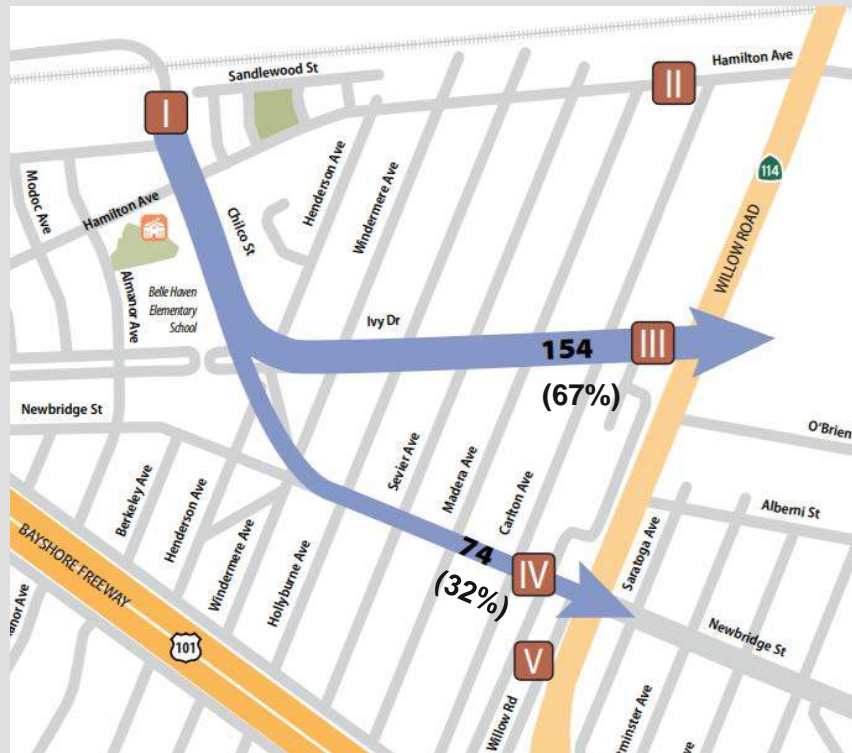 Sandlewood St
Hamilton Ave
I
II
114
Modoc Ave
Hamilton Ave
Chilco St
Henderson Ave
Windermere Ave
WILLOW ROAD
Almanor Ave
Belle Haven
Elementary
School
Ivy Dr
154
III
(67%)
Newbridge St
O'Brien
Berkeley Ave
Henderson Ave
Windermere Ave
Hollyburne Ave
Sevier Ave
Madera Ave
Carlton Ave
Alberni St
Saratoga Ave
BAYSHORE FREEWAY
101
74
(32%)
IV
V
Newbridge St
Willow Rd
Ave